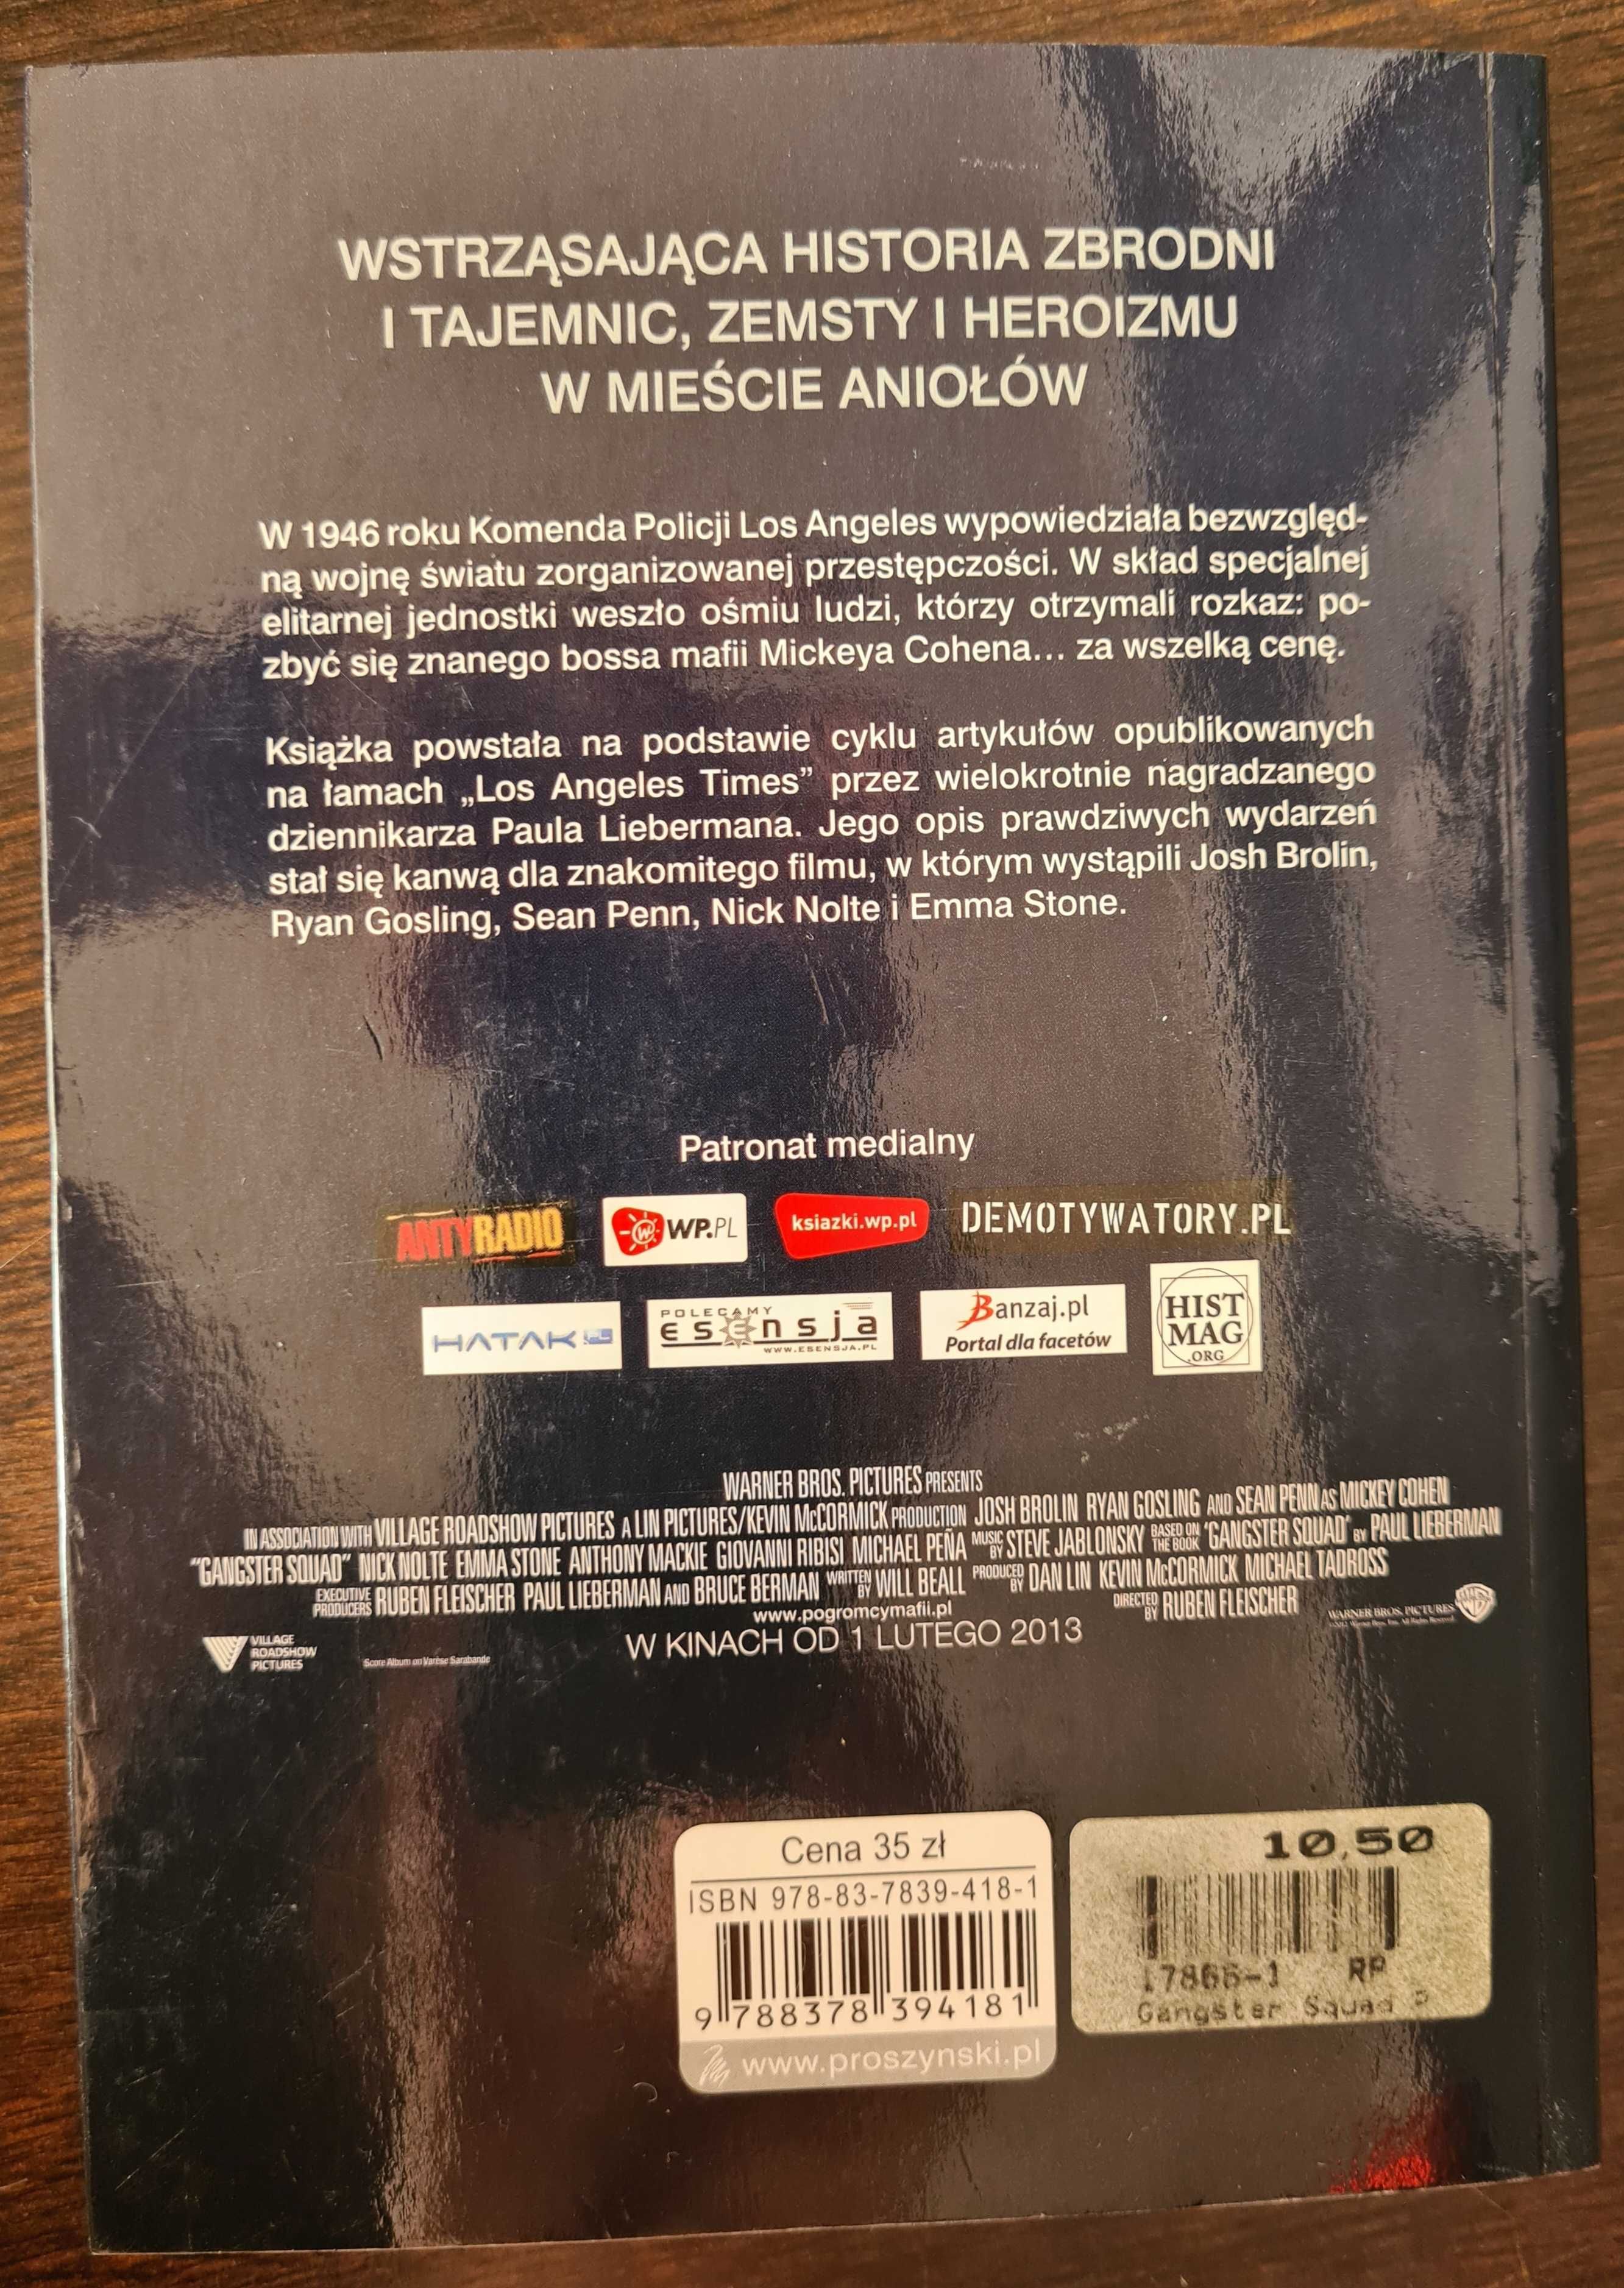 WSTRZĄSAJĄCA HISTORIA ZBRODNI
I TAJEMNIC, ZEMSTY I HEROIZMU
W MIEŚCIE ANIOŁÓW
W 1946 roku Komenda Policji Los Angeles wypowiedziała bezwzględ-
ną wojnę światu zorganizowanej przestępczości. W skład specjalnej
elitarnej jednostki weszło ośmiu ludzi, którzy otrzymali rozkaz: po-
zbyć się znanego bossa mafii Mickeya Cohena... za wszelką cenę.
Książka powstała na podstawie cyklu artykułów opublikowanych
na łamach „Los Angeles Times” przez wielokrotnie nagradzanego
dziennikarza Paula Liebermana. Jego opis prawdziwych wydarzeń
stał się kanwą dla znakomitego filmu, w którym wystąpili Josh Brolin,
Ryan Gosling, Sean Penn, Nick Nolte i Emma Stone.
Patronat medialny
ANTYRADIO WP.PL ksiazki.wp.pl DEMOTYWATORY.PL
HATAK.PL
POLECAMY
esensja
WWW.ESENSJA.PL
Banzaj.pl
Portal dla facetów
HIST
MAG
.ORG
WARNER BROS. PICTURES PRESENTS
IN ASSOCIATION WITH VILLAGE ROADSHOW PICTURES A LIN PICTURES/KEVIN McCORMICK PRODUCTION JOSH BROLIN RYAN GOSLING AND SEAN PENN AS MICKEY COHEN
"GANGSTER SQUAD" NICK NOLTE EMMA STONE ANTHONY MACKIE GIOVANNI RIBISI MICHAEL PEÑA MUSIC BY STEVE JABLONSKY BASED ON THE BOOK "GANGSTER SQUAD" BY PAUL LIEBERMAN
EXECUTIVE PRODUCERS RUBEN FLEISCHER PAUL LIEBERMAN AND BRUCE BERMAN WRITTEN BY WILL BEALL PRODUCED BY DAN LIN KEVIN McCORMICK MICHAEL TADROSS
www.pogromcymafii.pl
DIRECTED BY RUBEN FLEISCHER
WARNER BROS. PICTURES
VILLAGE
ROADSHOW
PICTURES
Score Album on Varèse Sarabande
W KINACH OD 1 LUTEGO 2013
Cena 35 zł
ISBN 978-83-7839-418-1
9 788378 394181
www.proszynski.pl
10,50
17866-1 RP
Gangster Squad P